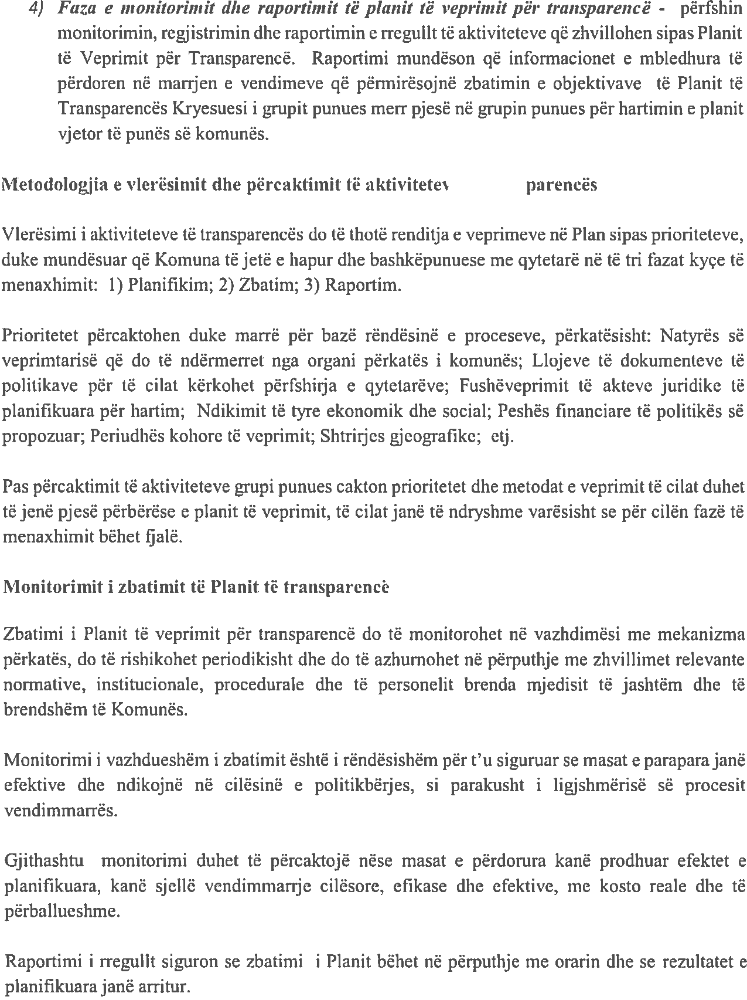 4) Faza e monitorimit dhe raportimit të planit të veprimit për transparencë - përfshin
monitorimin, regjistrimin dhe raportimin e rregullt të aktiviteteve që zhvillohen sipas Planit
të Veprimit për Transparencë. Raportimi mundëson që informacionet e mbledhura të
përdoren në marrjen e vendimeve që përmirësojnë zbatimin e objektivave të Planit të
Transparencës Kryesuesi i grupit punues merr pjesë në grupin punues për hartimin e planit
vjetor të punës së komunës.
Metodologjia e vlerësimit dhe përcaktimit të parencës
Vlerësimi i aktiviteteve të transparencës do të thotë renditja e veprimeve në Plan sipas prioriteteve,
duke mundësuar që Komuna të jetë e hapur dhe bashkëpunuese me qytetarë në të tri fazat kyçe të
menaxhimit: 1) Planifikim; 2) Zbatim; 3) Raportim.
Prioritetet përcaktohen duke marrë për bazë rëndësinë e proceseve, përkatësisht: Natyrës së
veprimtarisë që do të ndërmerret nga organi përkatës i komunës; Llojeve të dokumenteve të
politikave për të cilat kërkohet përfshirja e qytetarëve; Fushëveprimit të akteve juridike të
planifikuara për hartim; Ndikimit të tyre ekonomik dhe social; Peshës financiare të politikës së
propozuar; Periudhës kohore të veprimit; Shtrirjes gjeografike; etj.
Pas përcaktimit të aktiviteteve grupi punues cakton prioritetet dhe metodat e veprimit të cilat duhet
të jenë pjesë përbërëse e planit të veprimit, të cilat janë të ndryshme varësisht se për cilën fazë të
menaxhimit bëhet fjalë.
Monitorimit i zbatimit të Planit të transparencë
Zbatimi i Planit të veprimit për transparencë do të monitorohet në vazhdimësi me mekanizma
përkatës, do të rishikohet periodikisht dhe do të azhurnohet në përputhje me zhvillimet relevante
normative, institucionale, procedurale dhe të personelit brenda mjedisit të jashtëm dhe të
brendshëm të Komunës.
Monitorimi i vazhdueshëm i zbatimit është i rëndësishëm për t’u siguruar se masat e parapara janë
efektive dhe ndikojnë në cilësinë e politikbërjes, si parakusht i ligjshmërisë së procesit
vendimmarrës.
Gjithashtu monitorimi duhet të përcaktojë nëse masat e përdorura kanë prodhuar efektet e
planifikuara, kanë sjellë vendimmarrje cilësore, efikase dhe efektive, me kosto reale dhe të
përballueshme.
Raportimi i rregullt siguron se zbatimi i Planit bëhet në përputhje me orarin dhe se rezultatet e
planifikuara janë arritur.